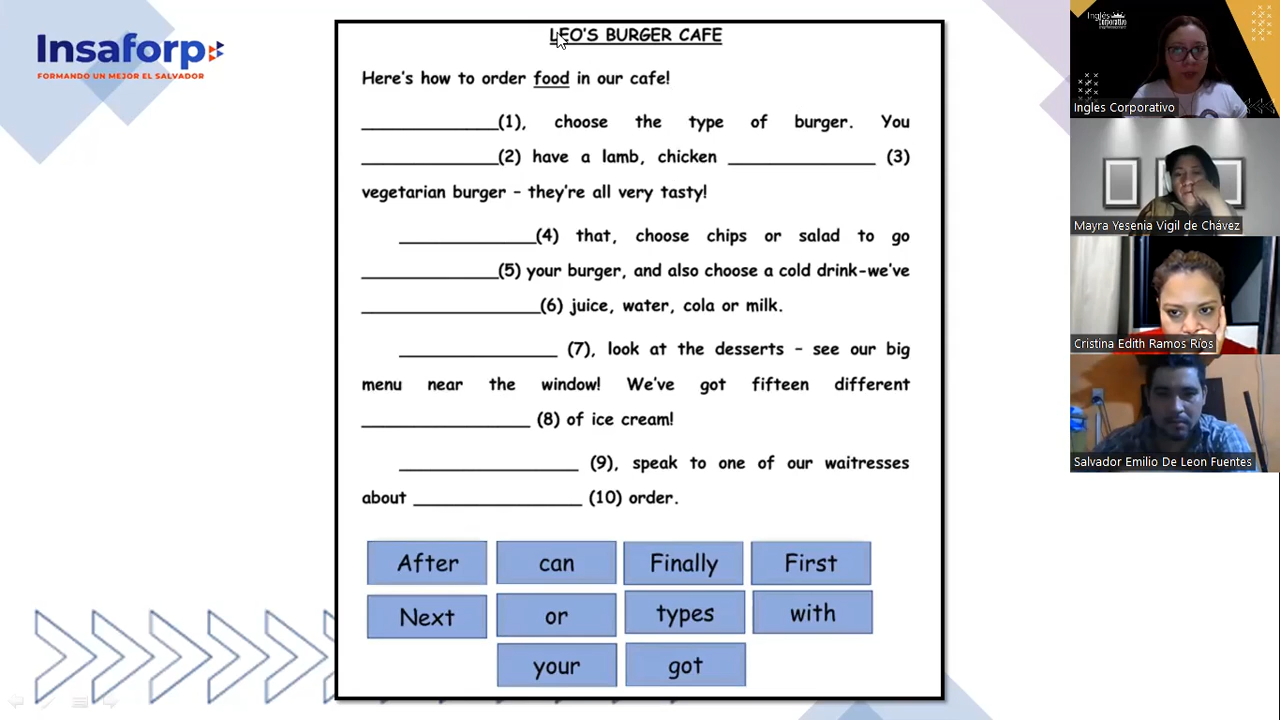 Insaforp
FORMANDO UN MEJOR EL SALVADOR
LEO'S BURGER CAFE
Here's how to order food in our cafe!
______________(1), choose the type of burger. You
______________(2) have a lamb, chicken _______________ (3)
vegetarian burger – they're all very tasty!
______________(4) that, choose chips or salad to go
______________(5) your burger, and also choose a cold drink-we've
__________________(6) juice, water, cola or milk.
________________ (7), look at the desserts – see our big
menu near the window! We've got fifteen different
_________________ (8) of ice cream!
__________________ (9), speak to one of our waitresses
about _________________ (10) order.
After can Finally First
Next or types with
your got
Inglés
Corporativo
Ingles Corporativo
Mayra Yesenia Vigil de Chávez
Cristina Edith Ramos Rios
Salvador Emilio De Leon Fuentes